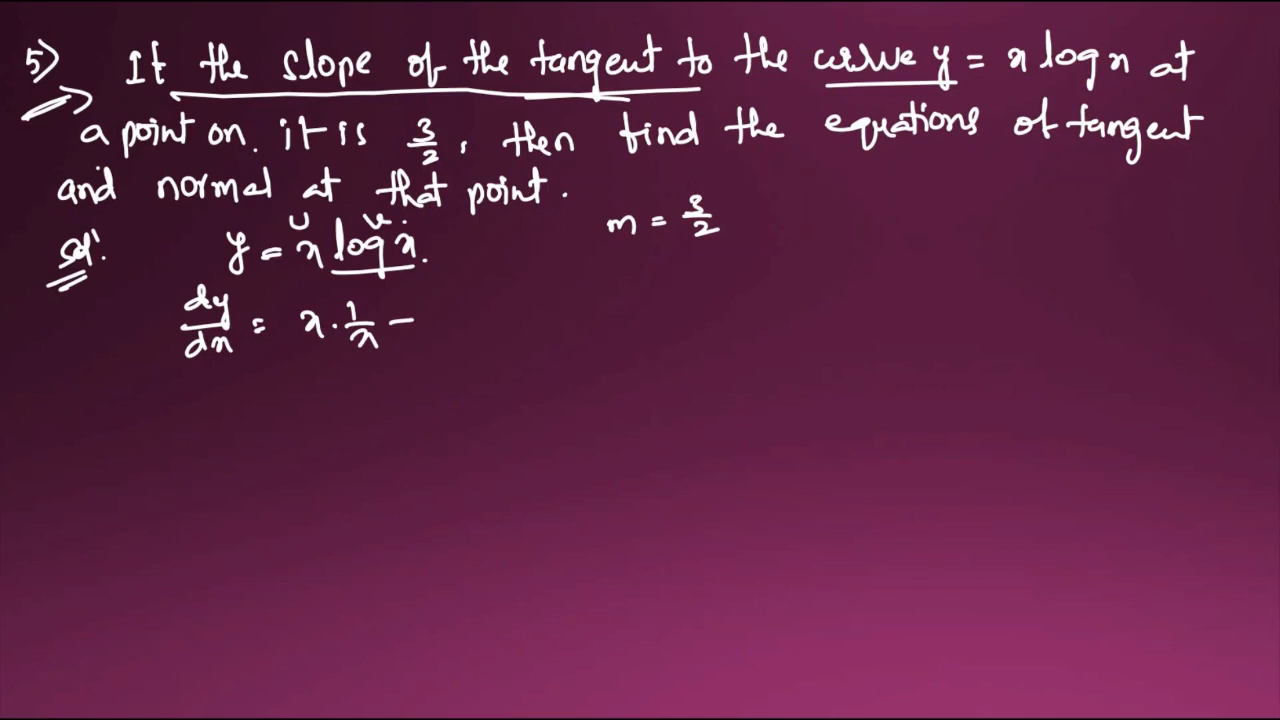 5) If the slope of the tangent to the curve y = x log x at
a point on it is 3/2, then find the equations of tangent
and normal at that point.
Sol: y = x log x. m = 3/2
U V
dy/dx = x · 1/x –